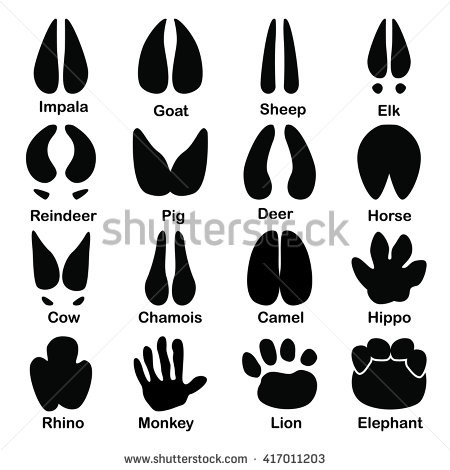 Impala Goat Sheep Elk
Reindeer Pig Deer Horse
shutterstock
Cow Chamois Camel Hippo
Rhino Monkey Lion Elephant
www.shutterstock.com · 417011203